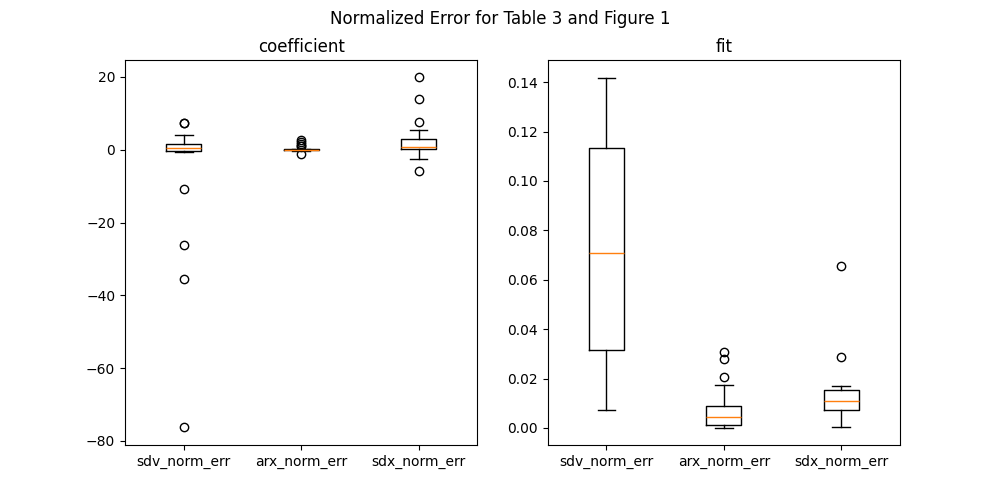 Normalized Error for Table 3 and Figure 1
coefficient
20
0
−20
−40
−60
−80
sdv_norm_err arx_norm_err sdx_norm_err
fit
0.14
0.12
0.10
0.08
0.06
0.04
0.02
0.00
sdv_norm_err arx_norm_err sdx_norm_err